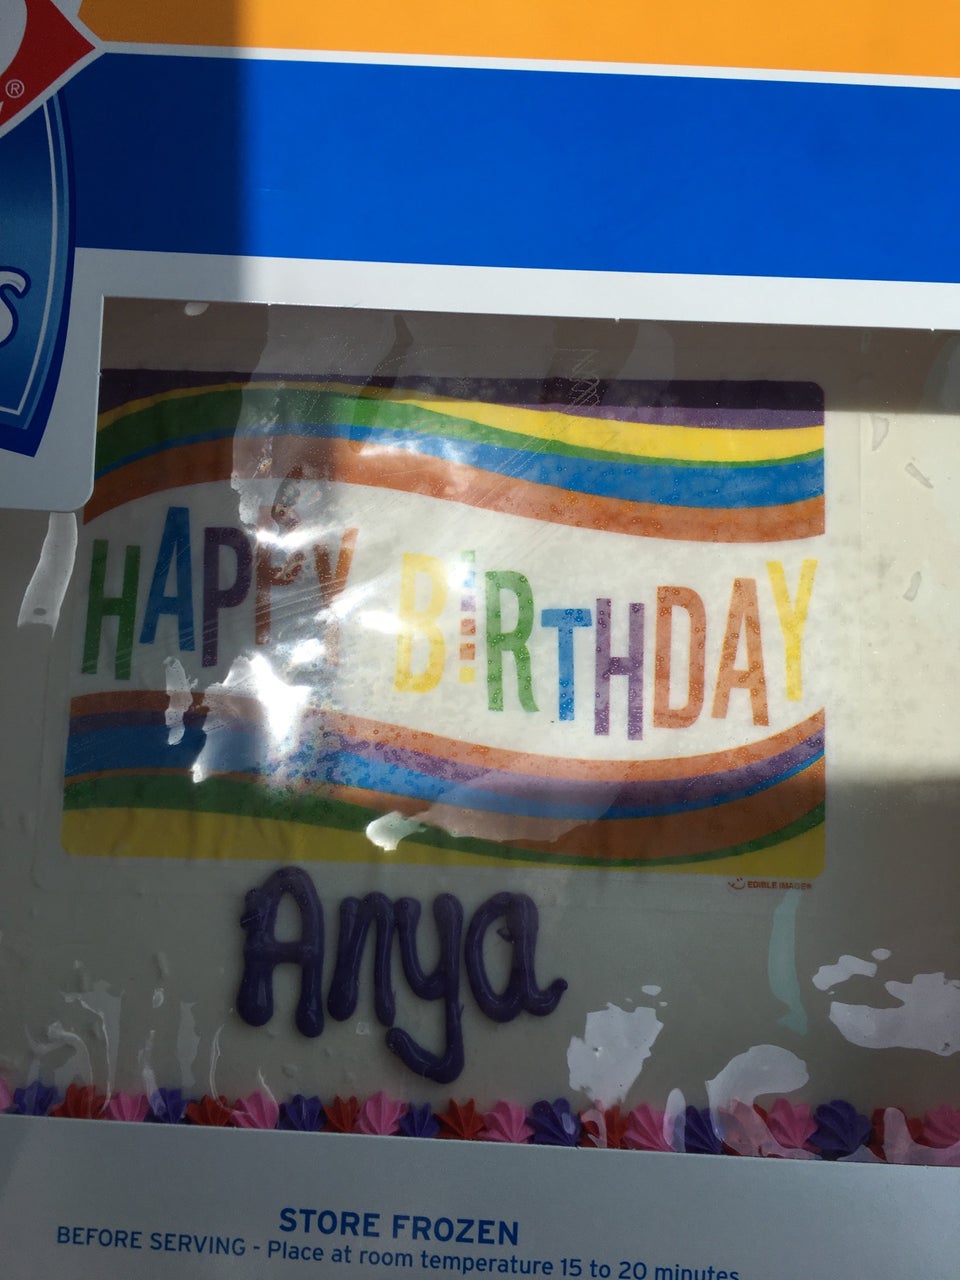 ®
S
HAPPY BIRTHDAY
EDIBLE IMAGE®
Anya
STORE FROZEN
BEFORE SERVING - Place at room temperature 15 to 20 minutes